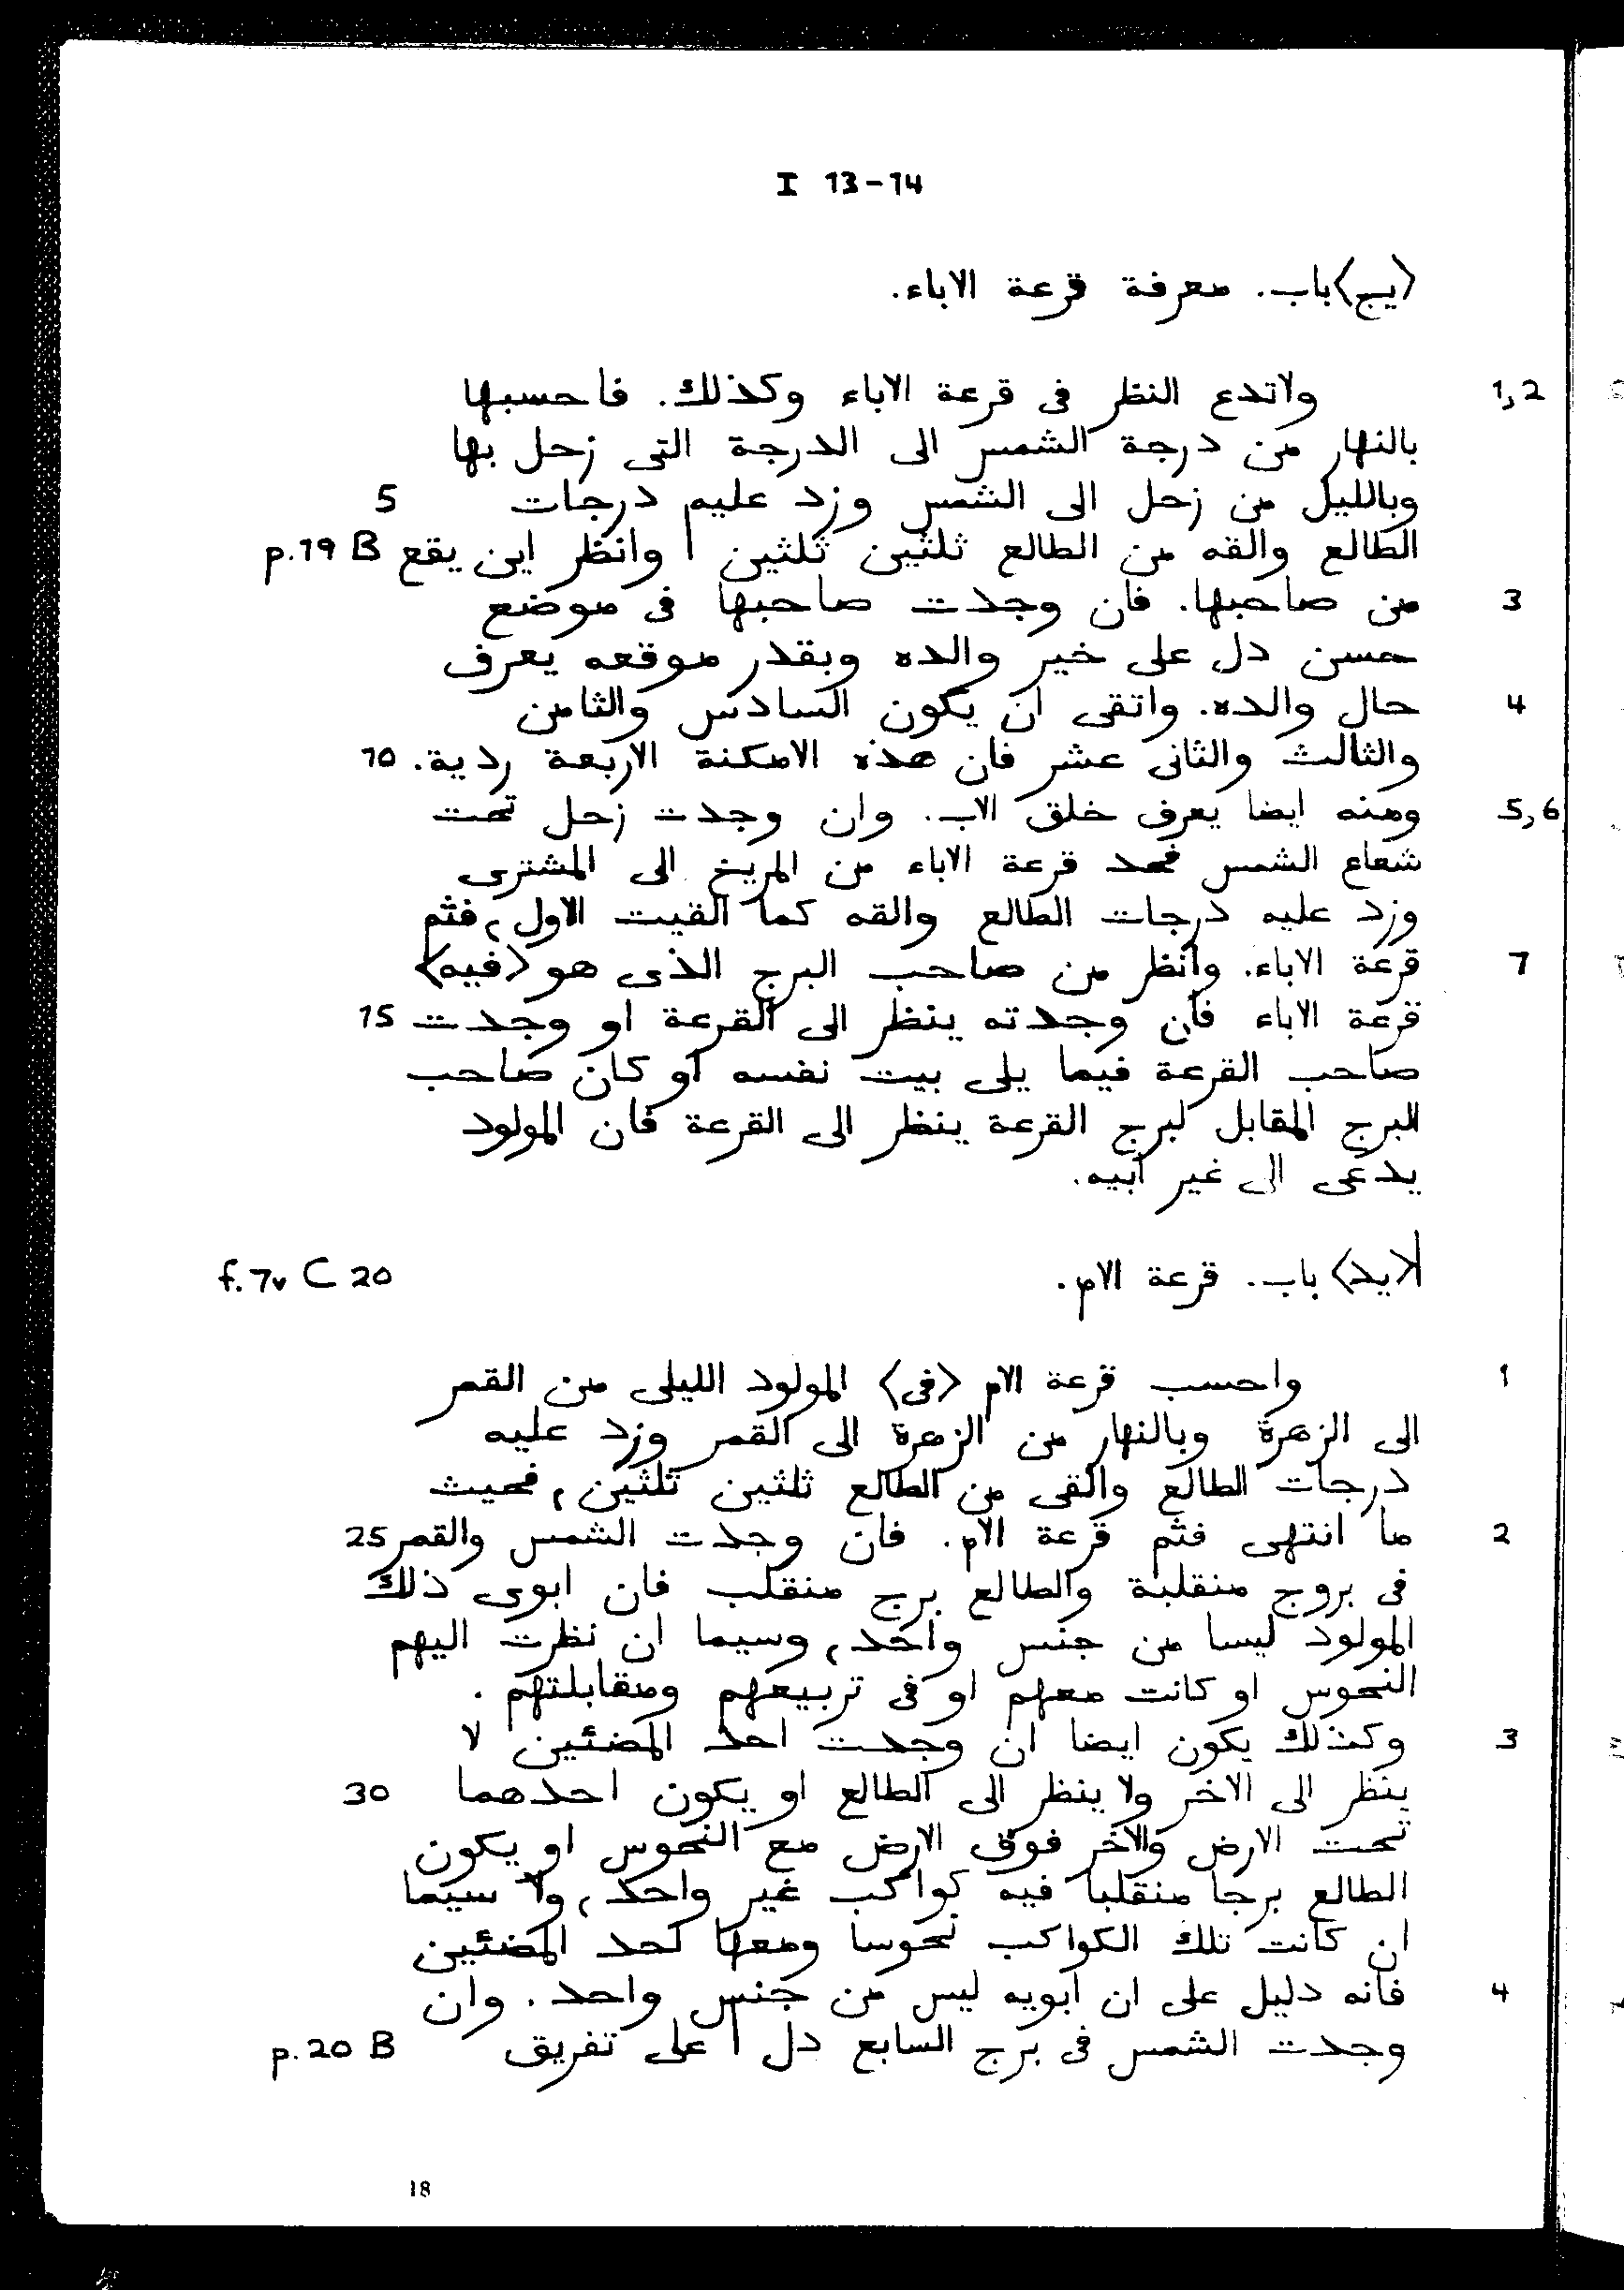 I 13-14
⟨يج⟩ باب. معرفة قرعة الاباء.
1,2 ولاتدع النظر فى قرعة الاباء وكذلك. فاحسبها
بالنهار من درجة الشمس الى الدرجة التى زحل بها
وبالليل من زحل الى الشمس وزد عليم درجات 5
الطالع والقه من الطالع ثلثين ثلثين | وانظر اين يقع p.19 B
3 من صاحبها. فان وجدت صاحبها فى موضع
حسن دل على خير والده وبقدر موقعه يعرف
4 حال والده. واتقى ان يكون السادس والثامن
والثالث والثانى عشر فان هذه الامكنة الاربعة ردية. 10
5,6 ومنه ايضا يعرف خلق الاب. وان وجدت زحل تحت
شعاع الشمس فحد قرعة الاباء من المريخ الى المشترى
وزد عليه درجات الطالع والقه كما القيت الاول، فثم
7 قرعة الاباء. وانظر من صاحب البرج الذى هو ⟨فيه⟩
قرعة الاباء فان وجدته ينظر الى القرعة او وجدت 15
صاحب القرعة فيما يلى بيت نفسه او كان صاحب
البرج المقابل لبرج القرعة ينظر الى القرعة فان المولود
يدعى الى غير ابيه.
|⟨يد⟩ باب. قرعة الام. f.7v C 20
1 واحسب قرعة الام ⟨فى⟩ المولود الليلى من القمر
الى الزهرة وبالنهار من الزهرة الى القمر وزد عليه
درجات الطالع والقى من الطالع ثلثين ثلثين، فحيث
2 ما انتهى فثم قرعة الام. فان وجدت الشمس والقمر 25
فى بروج منقلبة والطالع برج منقلب فان ابوى ذلك
المولود ليسا من جنس واحد، وسيما ان نظرت اليهم
النحوس او كانت معهم او فى تربيعهم ومقابلتهم.
3 وكذلك يكون ايضا ان وجدت احد المضئين لا
ينظر الى الاخر ولا ينظر الى الطالع او يكون احدهما 30
تحت الارض والاخر فوق الارض مع النحوس او يكون
الطالع برجا منقلبا فيه كواكب غير واحد، ولا سيما
ان كانت تلك الكواكب نحوسا ومعها احد المضئين
4 فانه دليل على ان ابويه ليس من جنس واحد. وان
وجدت الشمس فى برج السابع دل | على تفريق p.20 B
18